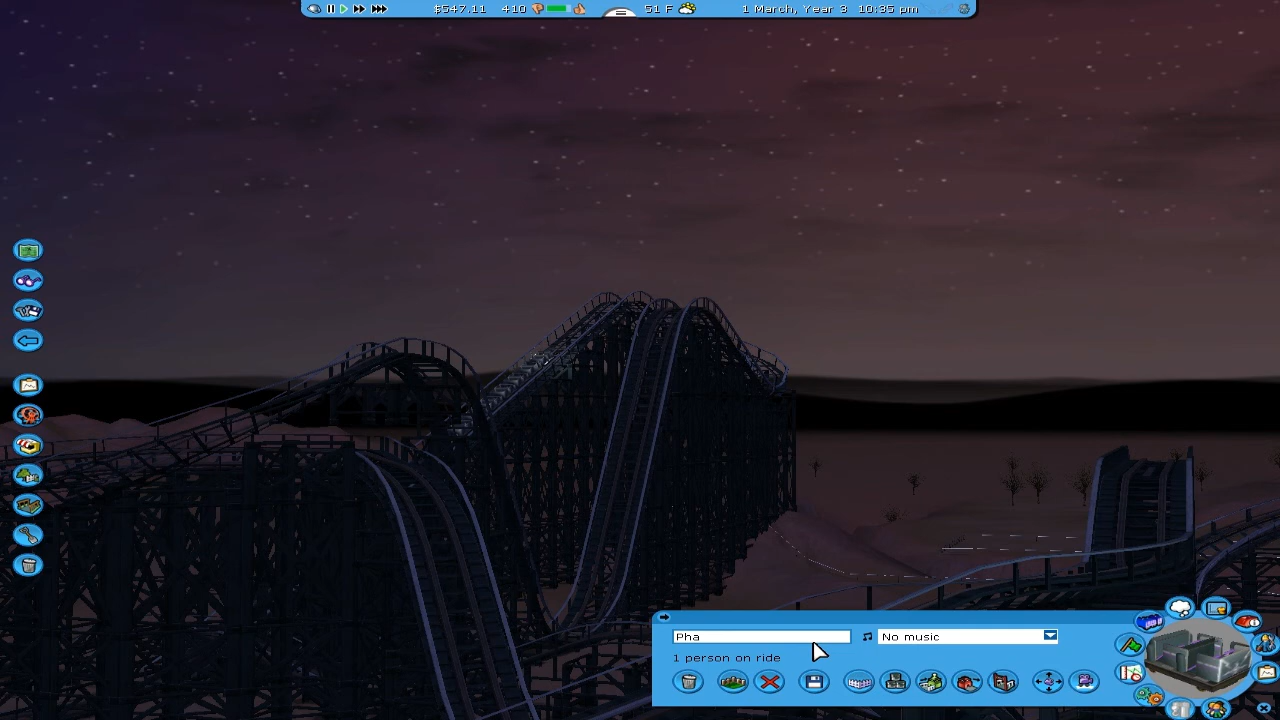 $547.11 410 51 F 1 March, Year 3 10:35 pm
Pha
No music
1 person on ride